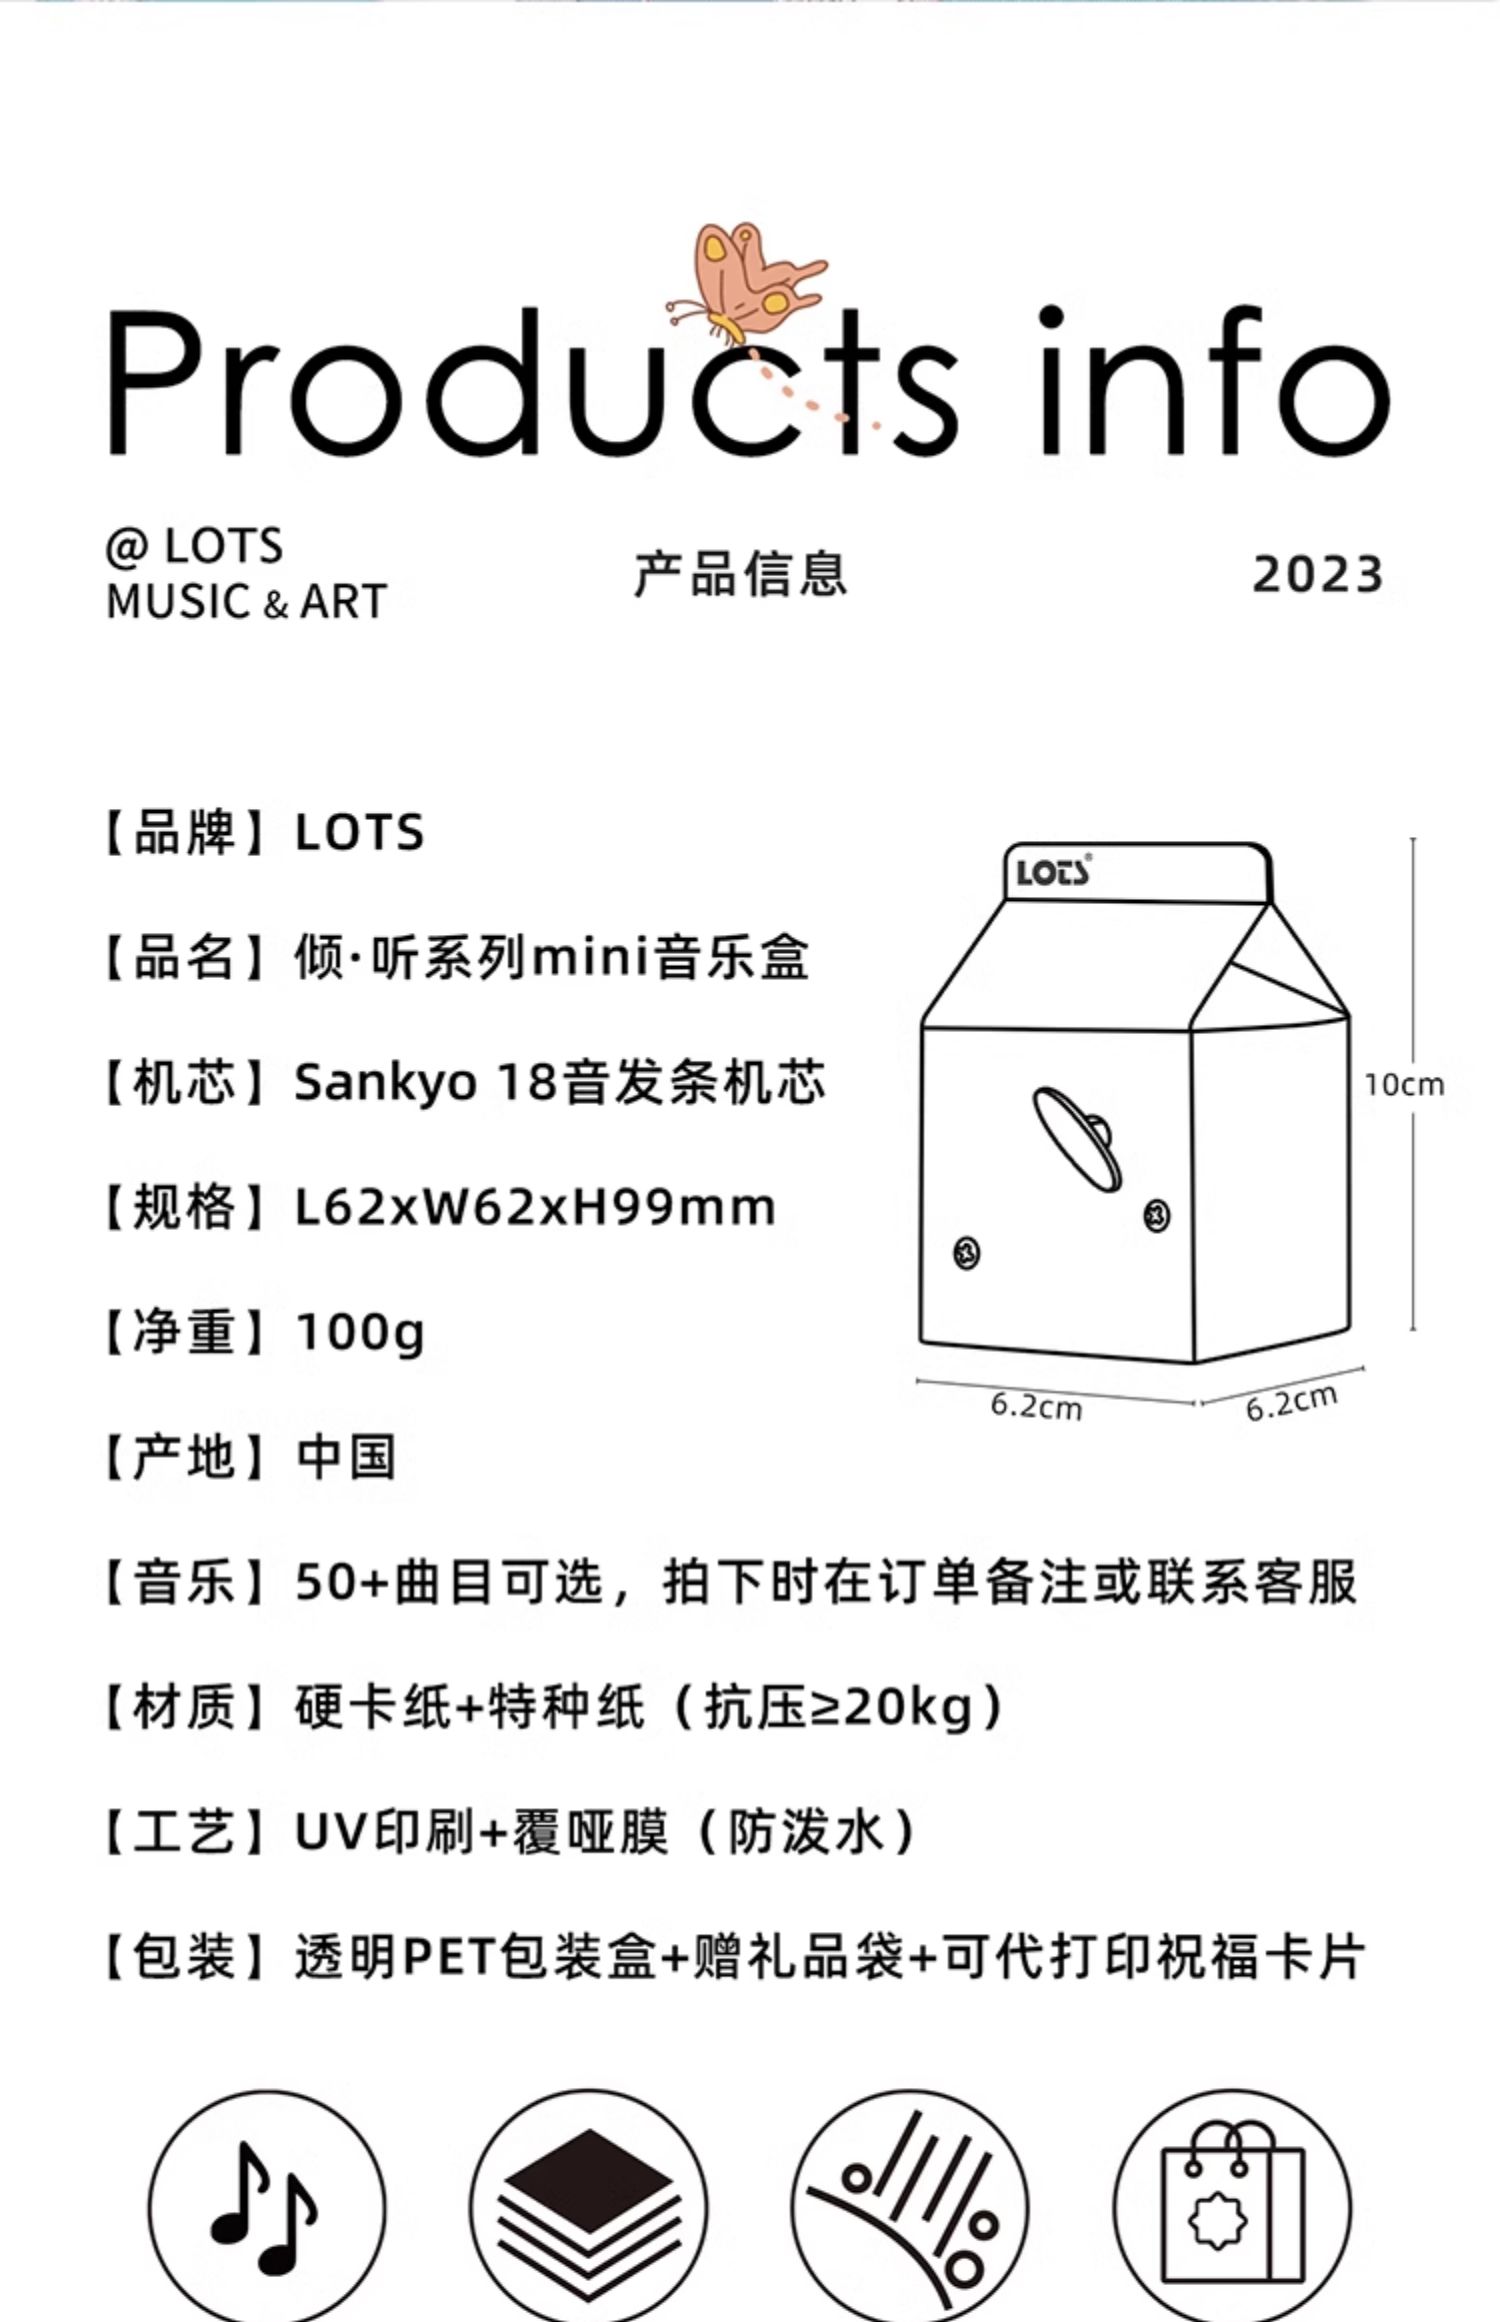 Products info
@ LOTS
MUSIC & ART
产品信息
2023
【品牌】LOTS
【品名】倾·听系列mini音乐盒
【机芯】Sankyo 18音发条机芯
【规格】L62xW62xH99mm
【净重】100g
【产地】中国
【音乐】50+曲目可选，拍下时在订单备注或联系客服
【材质】硬卡纸+特种纸（抗压≥20kg）
【工艺】UV印刷+覆哑膜（防泼水）
【包装】透明PET包装盒+赠礼品袋+可代打印祝福卡片
LOTS®
10cm
6.2cm
6.2cm